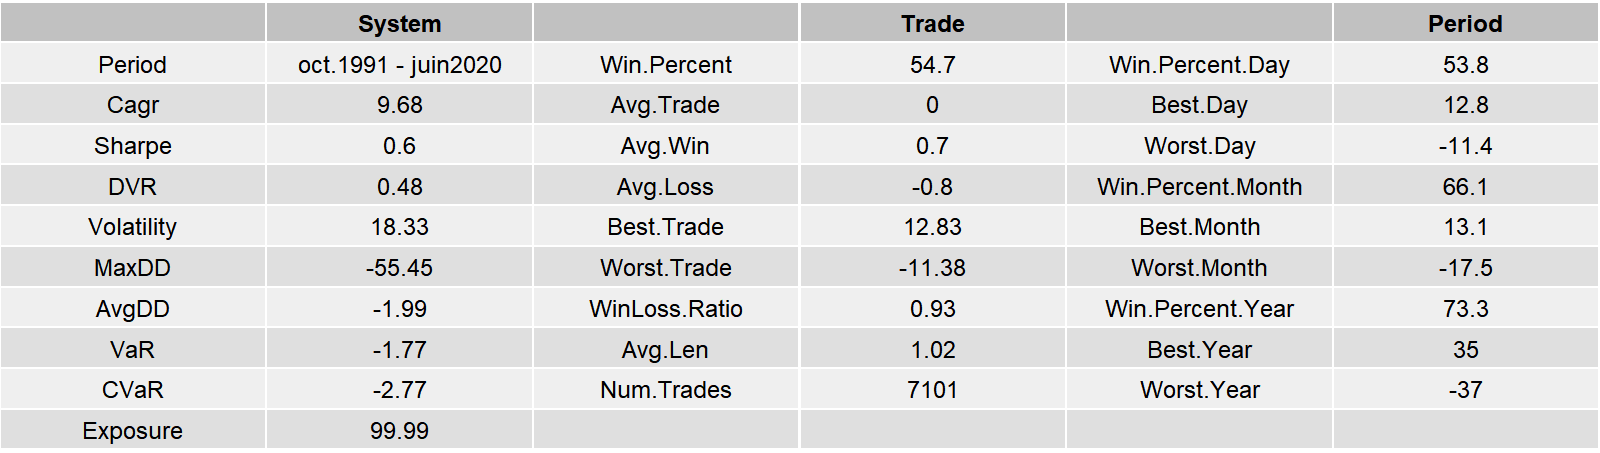 System Trade Period
Period oct.1991 - juin2020 Win.Percent 54.7 Win.Percent.Day 53.8
Cagr 9.68 Avg.Trade 0 Best.Day 12.8
Sharpe 0.6 Avg.Win 0.7 Worst.Day -11.4
DVR 0.48 Avg.Loss -0.8 Win.Percent.Month 66.1
Volatility 18.33 Best.Trade 12.83 Best.Month 13.1
MaxDD -55.45 Worst.Trade -11.38 Worst.Month -17.5
AvgDD -1.99 WinLoss.Ratio 0.93 Win.Percent.Year 73.3
VaR -1.77 Avg.Len 1.02 Best.Year 35
CVaR -2.77 Num.Trades 7101 Worst.Year -37
Exposure 99.99